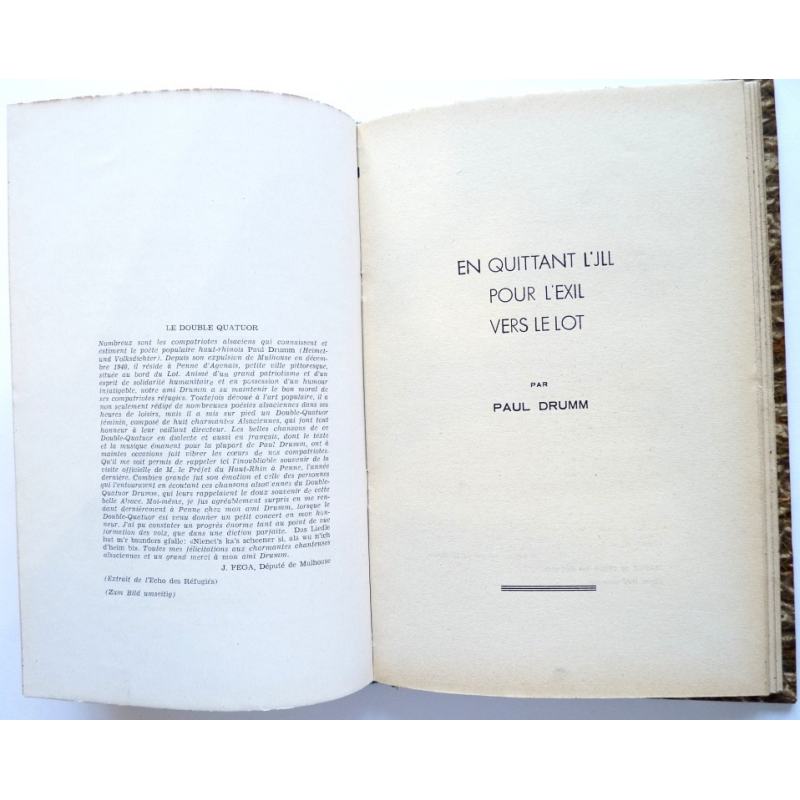 LE DOUBLE QUATUOR
Nombreux sont les compatriotes alsaciens qui connaissent et
estiment le poète populaire haut-rhinois Paul Drumm (Heimet-
und Volksdichter). Depuis son expulsion de Mulhouse en décem-
bre 1940, il réside à Penne d'Agenais, petite ville pittoresque,
située au bord du Lot. Animé d'un grand patriotisme et d'un
esprit de solidarité humanitaire et en possession d'un humour
infatigable, notre ami Drumm a su maintenir le bon moral de
ses compatriotes réfugiés. Toutefois dévoué à l'art populaire, il a
non seulement rédigé de nombreuses poésies alsaciennes dans ses
heures de loisirs, mais il a mis sur pied un Double-Quatuor
féminin, composé de huit charmantes Alsaciennes, qui font tout
honneur à leur vaillant directeur. Les belles chansons de ce
Double-Quatuor en dialecte et aussi en français, dont le texte
et la musique émanent pour la plupart de Paul Drumm, ont à
maintes occasions fait vibrer les cœurs de nos compatriotes.
Qu'il me soit permis de rappeler ici l'inoubliable souvenir de la
visite officielle de M. le Préfet du Haut-Rhin à Penne, l'année
dernière. Combien grande fut son émotion et celle des personnes
qui l'entouraient en écoutant ces chansons alsaciennes du Double-
Quatuor Drumm, qui leurs rappelaient le doux souvenir de cette
belle Alsace. Moi-même, je fus agréablement surpris en me ren-
dant dernièrement à Penne chez mon ami Drumm, lorsque le
Double-Quatuor est venu donner un petit concert en mon hon-
neur. J'ai pu constater un progrès énorme tant au point de vue
formation des voix, que dans une diction parfaite. Das Liedle
hat m'r bsunders g'falle: «Nienet's ka'n scheener si, als wu n'ich
d'heim bin. Toutes mes félicitations aux charmantes chanteuses
alsaciennes et un grand merci à mon ami Drumm.
J. FEGA, Député de Mulhouse
(Extrait de l'Echo des Réfugiés)
(Zum Bild umseitig)
EN QUITTANT L'JLL
POUR L'EXIL
VERS LE LOT
PAR
PAUL DRUMM